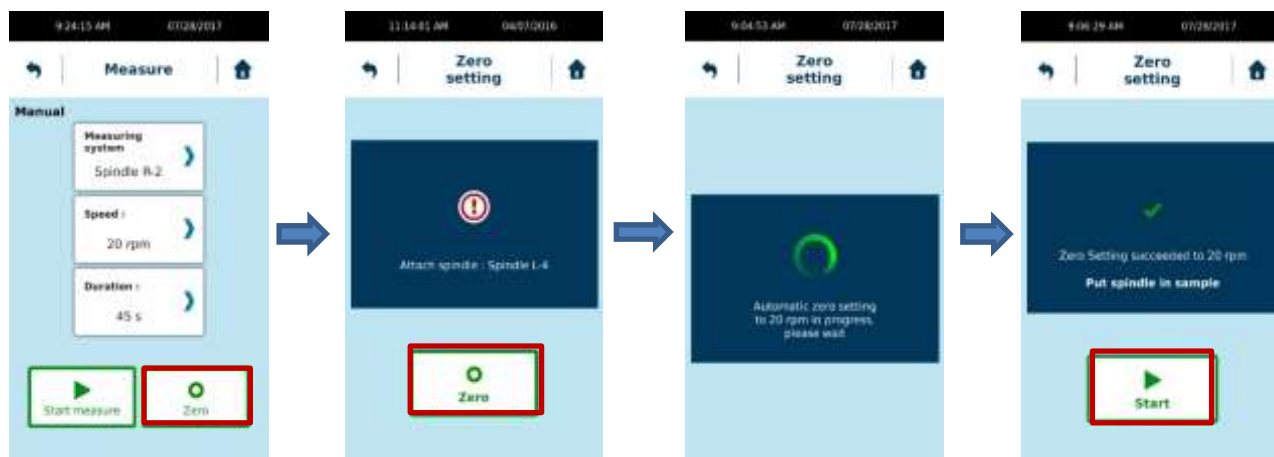 9:24:15 AM 07/28/2017
Measure
Manual
Measuring
system
Spindle R-2
Speed :
20 rpm
Duration :
45 s
Start measure
Zero
11:14:01 AM 04/07/2016
Zero
setting
Attach spindle : Spindle L-4
Zero
9:04:53 AM 07/28/2017
Zero
setting
Automatic zero setting
to 20 rpm in progress,
please wait
9:06:29 AM 07/28/2017
Zero
setting
Zero Setting succeeded to 20 rpm
Put spindle in sample
Start